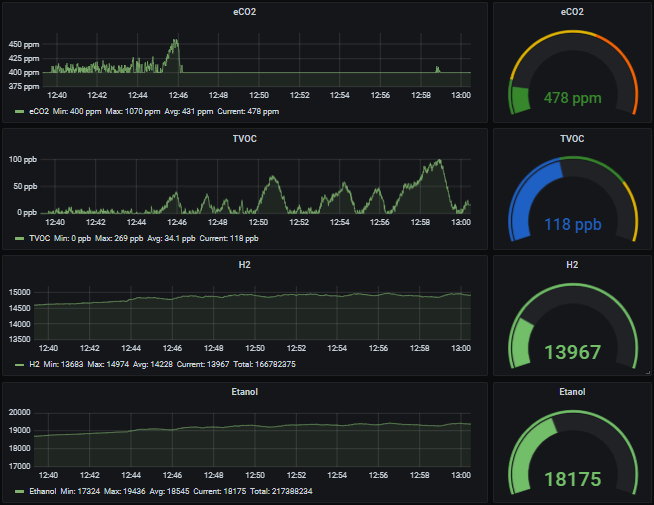 eCO2
450 ppm
425 ppm
400 ppm
375 ppm
12:40 12:42 12:44 12:46 12:48 12:50 12:52 12:54 12:56 12:58 13:00
eCO2 Min: 400 ppm Max: 1070 ppm Avg: 431 ppm Current: 478 ppm
eCO2
478 ppm
TVOC
100 ppb
50 ppb
0 ppb
12:40 12:42 12:44 12:46 12:48 12:50 12:52 12:54 12:56 12:58 13:00
TVOC Min: 0 ppb Max: 269 ppb Avg: 34.1 ppb Current: 118 ppb
TVOC
118 ppb
H2
15000
14500
14000
13500
12:40 12:42 12:44 12:46 12:48 12:50 12:52 12:54 12:56 12:58 13:00
H2 Min: 13683 Max: 14974 Avg: 14228 Current: 13967 Total: 166782375
H2
13967
Etanol
20000
19000
18000
17000
12:40 12:42 12:44 12:46 12:48 12:50 12:52 12:54 12:56 12:58 13:00
Ethanol Min: 17324 Max: 19436 Avg: 18545 Current: 18175 Total: 217388234
Etanol
18175